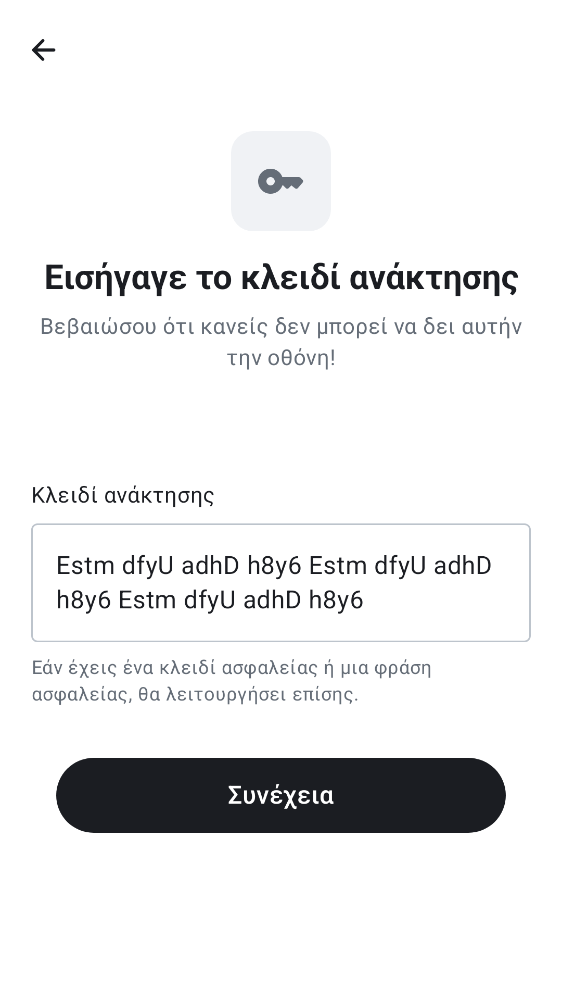 Εισήγαγε το κλειδί ανάκτησης
Βεβαιώσου ότι κανείς δεν μπορεί να δει αυτήν
την οθόνη!
Κλειδί ανάκτησης
Estm dfyU adhD h8y6 Estm dfyU adhD
h8y6 Estm dfyU adhD h8y6
Εάν έχεις ένα κλειδί ασφαλείας ή μια φράση
ασφαλείας, θα λειτουργήσει επίσης.
Συνέχεια